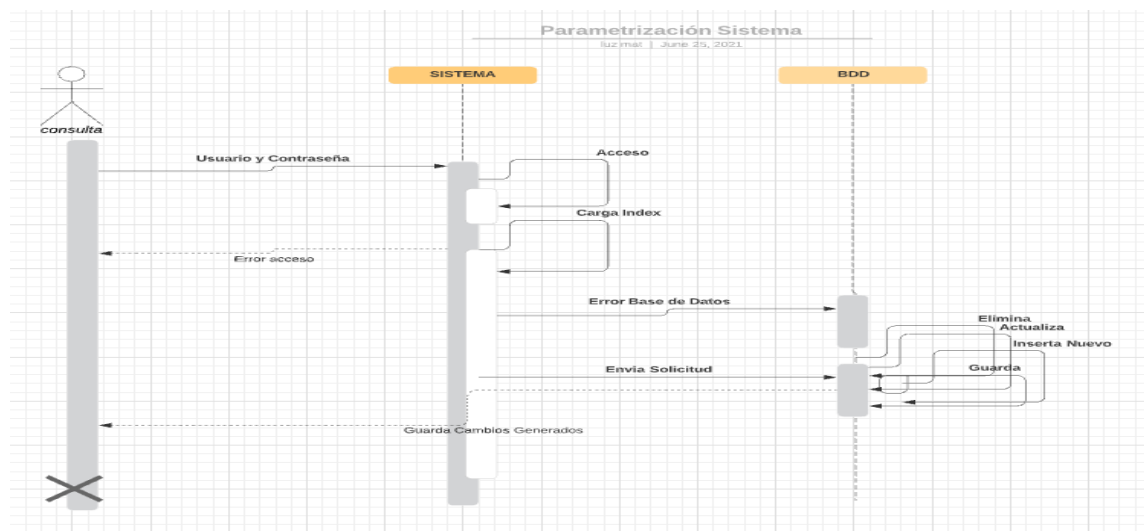 Parametrización Sistema
luz mal | June 25, 2021
SISTEMA
BDD
consulta
Usuario y Contraseña
Acceso
Carga Index
Error acceso
Error Base de Datos
Elimina
Actualiza
Inserta Nuevo
Envia Solicitud
Guarda
Guarda Cambios Generados